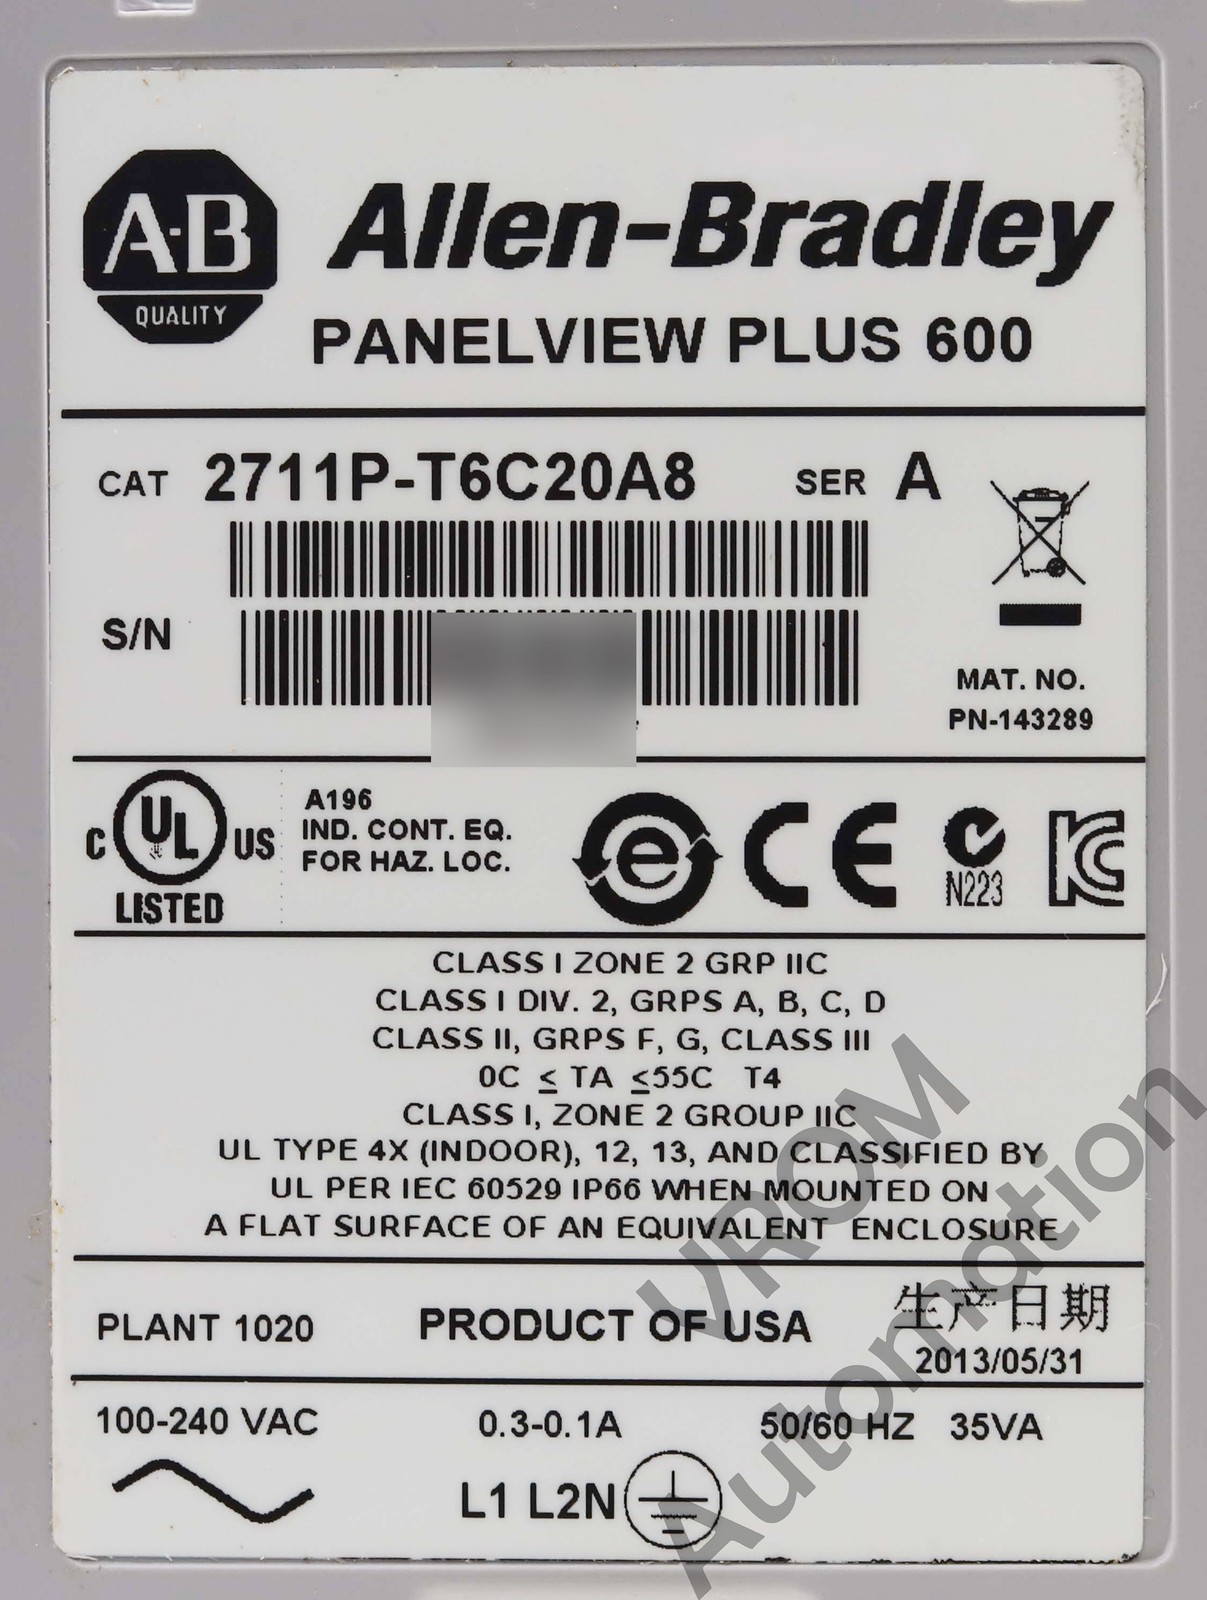 A-B
QUALITY
Allen-Bradley
PANELVIEW PLUS 600
CAT 2711P-T6C20A8 SER A
S/N
MAT. NO.
PN-143289
C UL US
LISTED
A196
IND. CONT. EQ.
FOR HAZ. LOC.
e
CE
N223
KC
CLASS I ZONE 2 GRP IIC
CLASS I DIV. 2, GRPS A, B, C, D
CLASS II, GRPS F, G, CLASS III
0C ≤ TA ≤55C T4
CLASS I, ZONE 2 GROUP IIC
UL TYPE 4X (INDOOR), 12, 13, AND CLASSIFIED BY
UL PER IEC 60529 IP66 WHEN MOUNTED ON
A FLAT SURFACE OF AN EQUIVALENT ENCLOSURE
PLANT 1020
PRODUCT OF USA
生产日期
2013/05/31
100-240 VAC 0.3-0.1A 50/60 HZ 35VA
L1 L2N
VROM
Automation